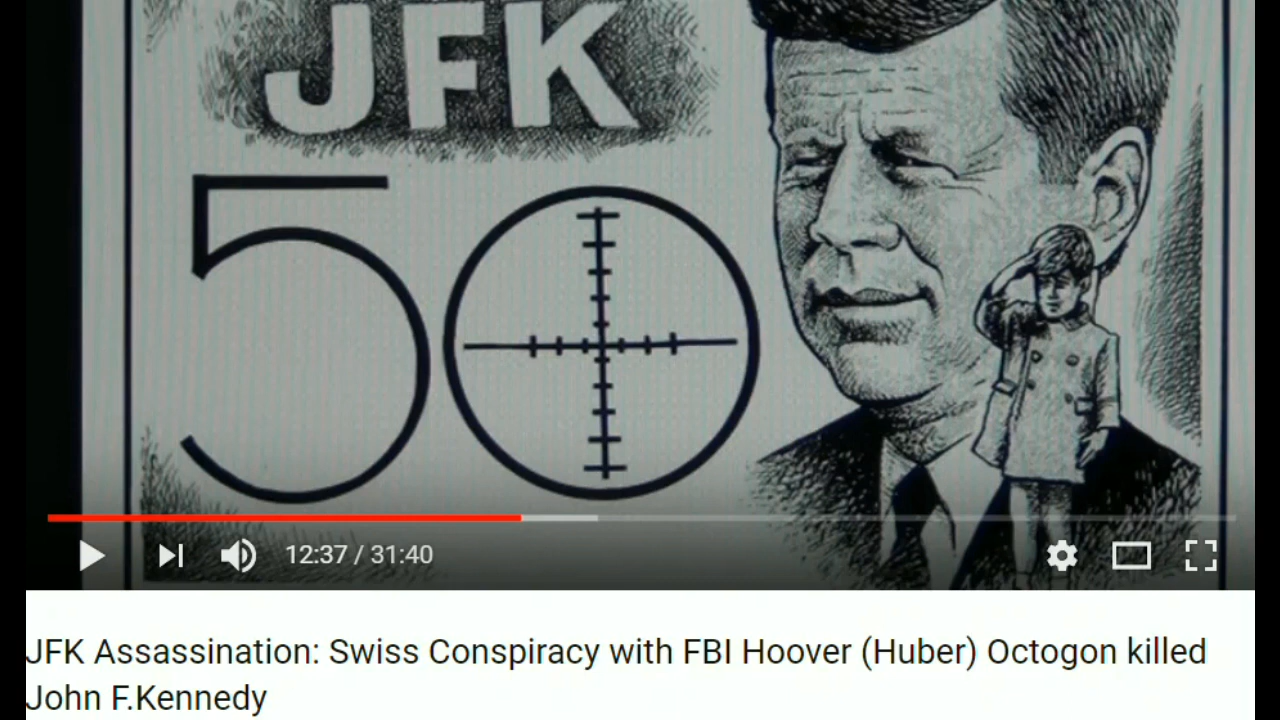 JFK
50
12:37 / 31:40
JFK Assassination: Swiss Conspiracy with FBI Hoover (Huber) Octogon killed
John F.Kennedy